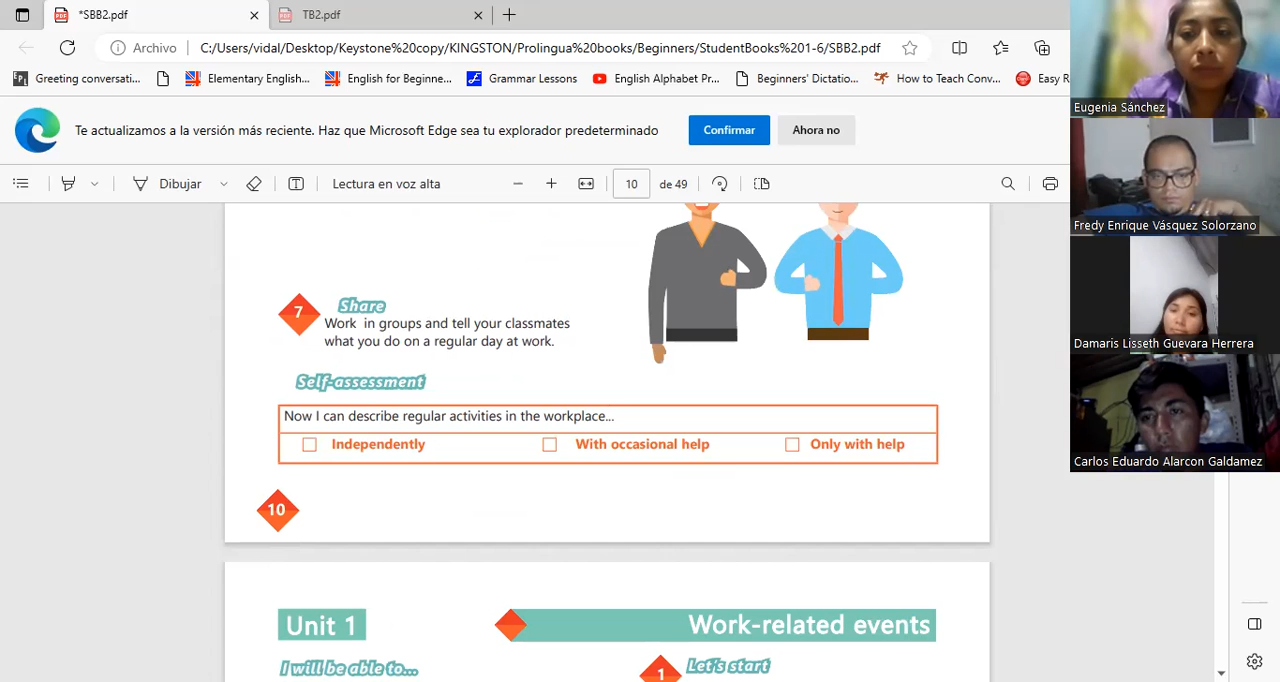 *SBB2.pdf
TB2.pdf
Archivo
C:/Users/vidal/Desktop/Keystone%20copy/KINGSTON/Prolingua%20books/Beginners/StudentBooks%201-6/SBB2.pdf
Greeting conversati...
Elementary English...
English for Beginne...
Grammar Lessons
English Alphabet Pr...
Beginners' Dictatio...
How to Teach Conv...
Easy R
Te actualizamos a la versión más reciente. Haz que Microsoft Edge sea tu explorador predeterminado
Confirmar
Ahora no
Dibujar
Lectura en voz alta
10
de 49
7
Share
Work in groups and tell your classmates
what you do on a regular day at work.
Self-assessment
Now I can describe regular activities in the workplace...
Independently
With occasional help
Only with help
10
Unit 1
Work-related events
I will be able to...
1
Let's start
Eugenia Sánchez
Fredy Enrique Vásquez Solorzano
Damaris Lisseth Guevara Herrera
Carlos Eduardo Alarcon Galdamez